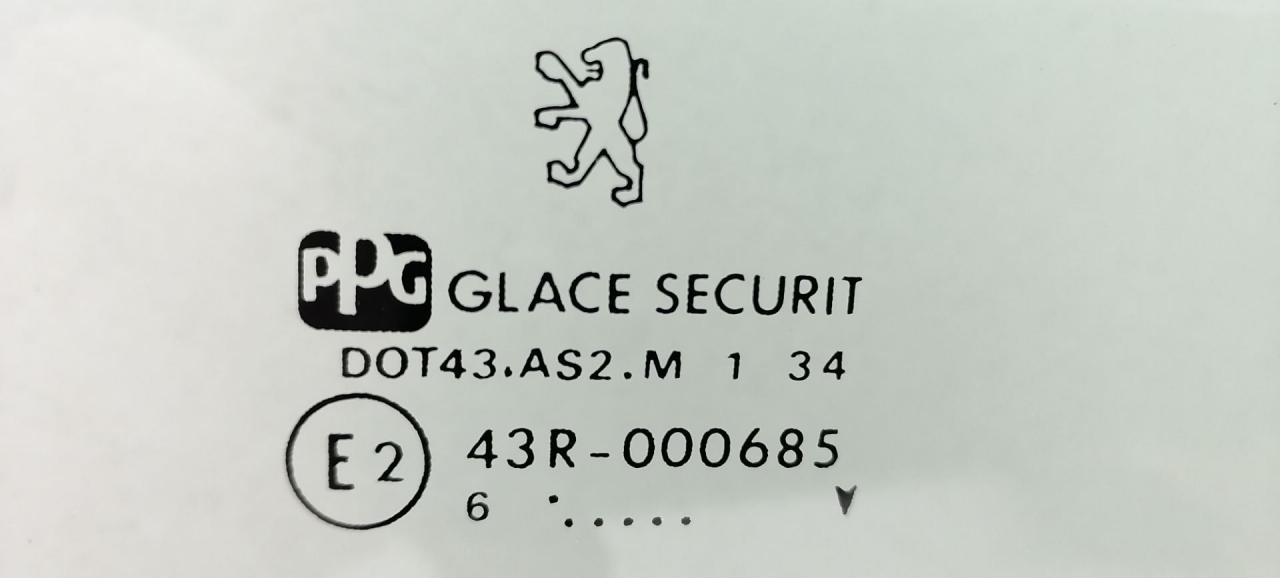 PPG GLACE SECURIT
DOT43.AS2.M 1 34
E2 43R-000685
6 ·.....